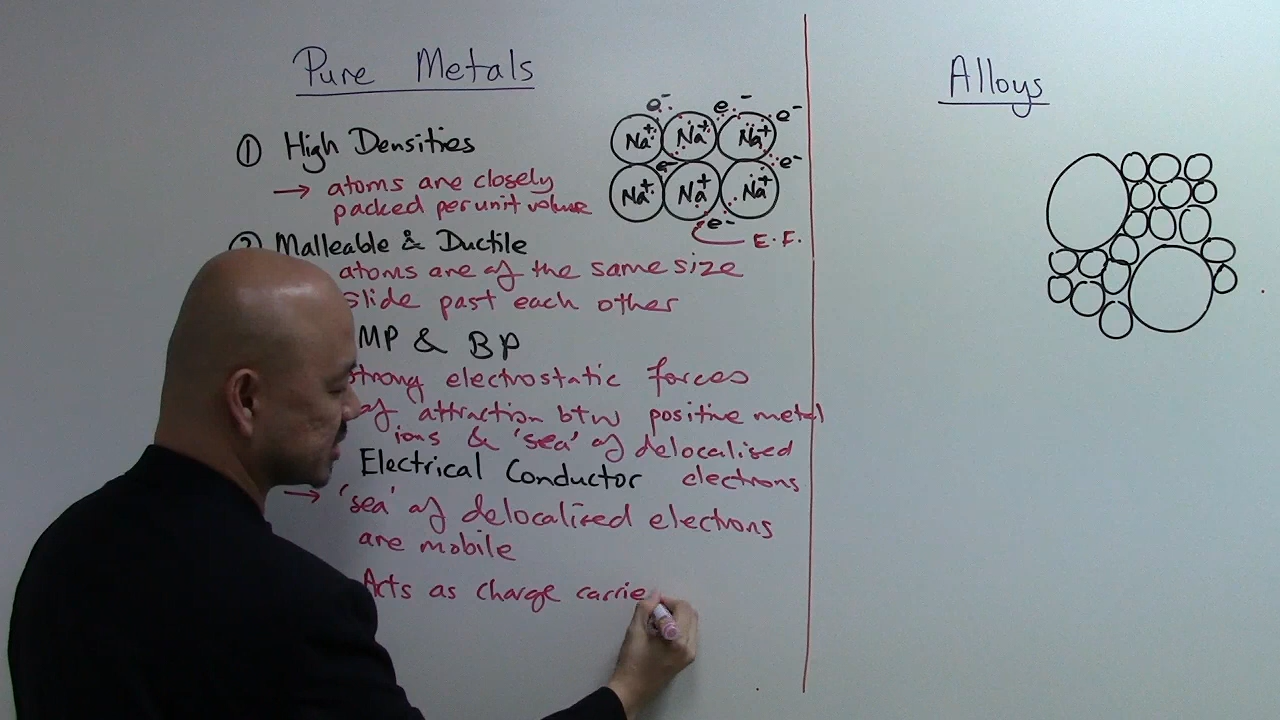 Pure Metals
Alloys
① High Densities
→ atoms are closely
packed per unit volume
e⁻ e⁻ e⁻
Na⁺ Na⁺ Na⁺
e⁻ e⁻
Na⁺ Na⁺ Na⁺
e⁻
E.F.
② Malleable & Ductile
atoms are of the same size
slide past each other
MP & BP
strong electrostatic forces
of attraction btw positive metal
ions & 'sea' of delocalised
electrons
Electrical Conductor
→ 'sea' of delocalised electrons
are mobile
Acts as charge carrie